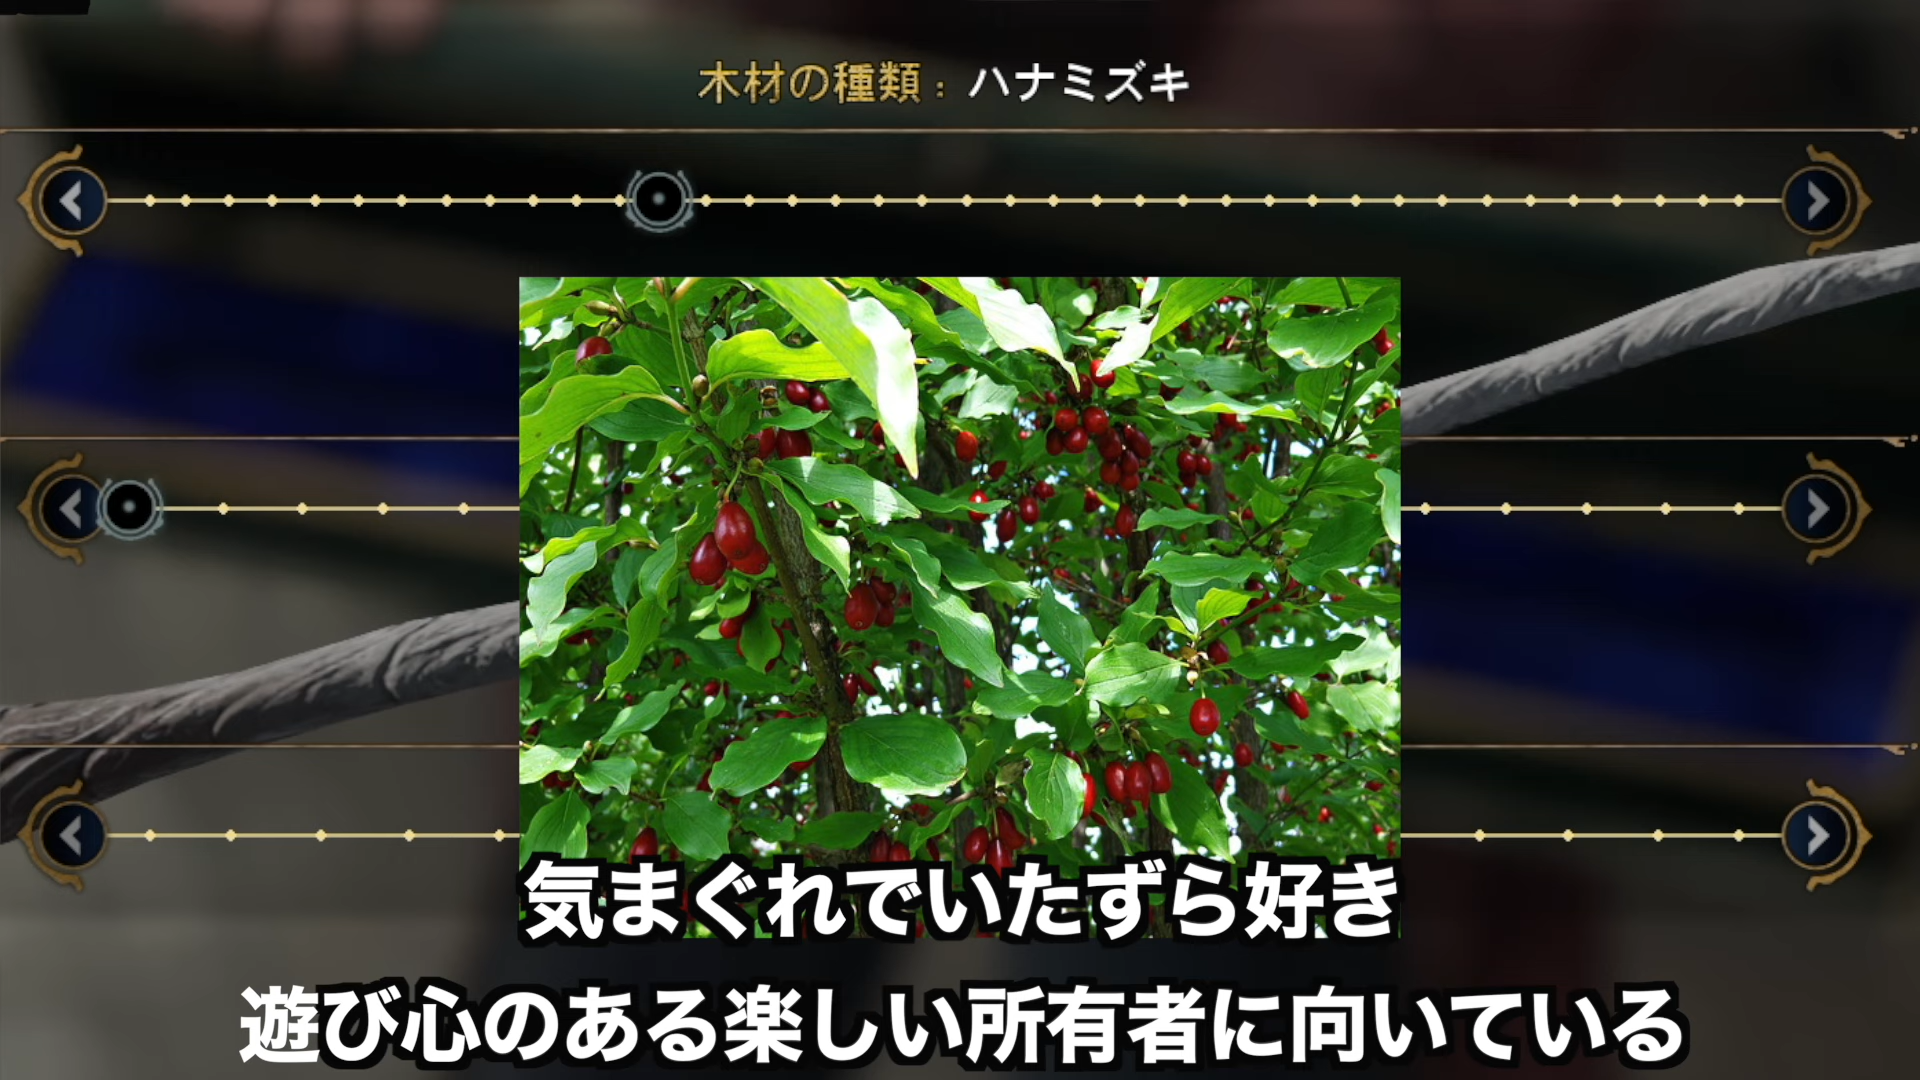 木材の種類：ハナミズキ
気まぐれでいたずら好き
遊び心のある楽しい所有者に向いている